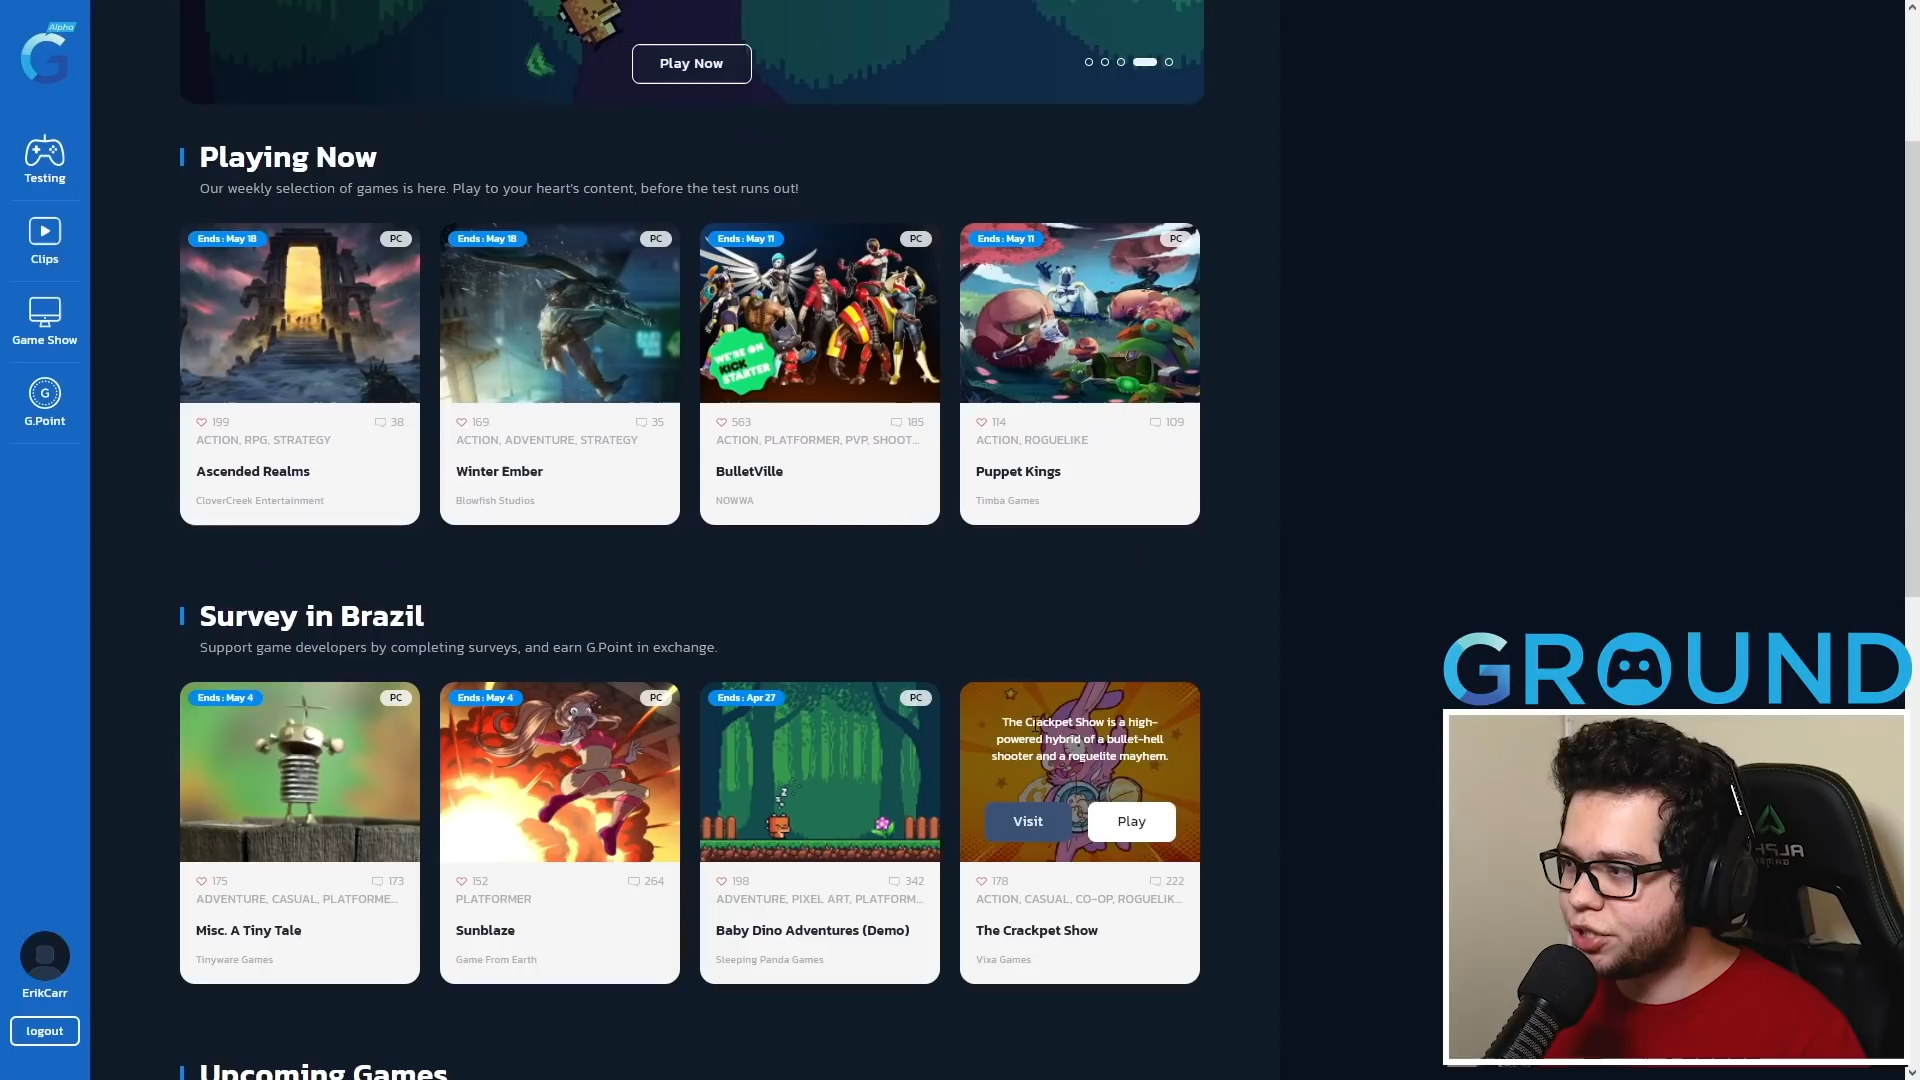 Alpha
G
Testing
Clips
Game Show
G
G.Point
ErikCarr
logout
Play Now
Playing Now
Our weekly selection of games is here. Play to your heart's content, before the test runs out!
Ends : May 18
PC
199
38
ACTION, RPG, STRATEGY
Ascended Realms
CloverCreek Entertainment
Ends : May 18
PC
169
35
ACTION, ADVENTURE, STRATEGY
Winter Ember
Blowfish Studios
Ends : May 11
PC
WE'RE ON
KICK
STARTER
563
185
ACTION, PLATFORMER, PVP, SHOOT...
BulletVille
NOWWA
Ends : May 11
PC
114
109
ACTION, ROGUELIKE
Puppet Kings
Timba Games
Survey in Brazil
Support game developers by completing surveys, and earn G.Point in exchange.
Ends : May 4
PC
175
173
ADVENTURE, CASUAL, PLATFORME...
Misc. A Tiny Tale
Tinyware Games
Ends : May 4
PC
152
264
PLATFORMER
Sunblaze
Game From Earth
Ends : Apr 27
PC
z z
198
342
ADVENTURE, PIXEL ART, PLATFORM...
Baby Dino Adventures (Demo)
Sleeping Panda Games
The Crackpet Show is a high-
powered hybrid of a bullet-hell
shooter and a roguelite mayhem.
Visit
Play
178
222
ACTION, CASUAL, CO-OP, ROGUELIK...
The Crackpet Show
Vixa Games
Upcoming Games
GROUND